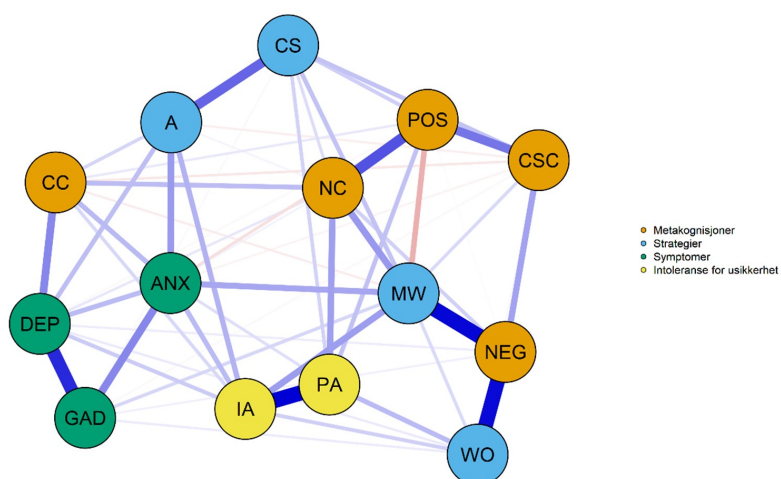 CS
A
POS
CSC
CC
NC
ANX
MW
DEP
NEG
PA
IA
GAD
WO
Metakognisjoner
Strategier
Symptomer
Intoleranse for usikkerhet